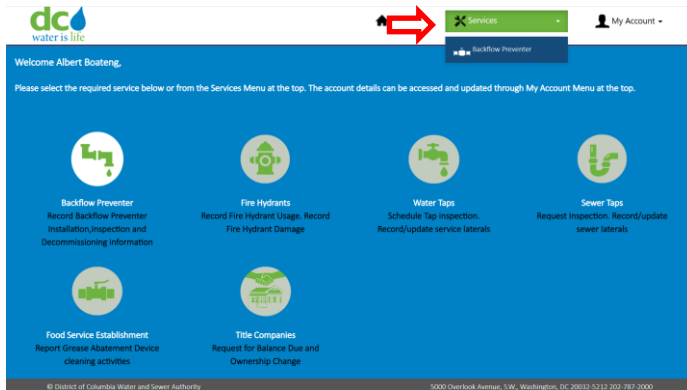 dc
water is life
Services
My Account
Backflow Preventer
Welcome Albert Boateng,
Please select the required service below or from the Services Menu at the top. The account details can be accessed and updated through My Account Menu at the top.
Backflow Preventer
Record Backflow Preventer
Installation,Inspection and
Decommissioning information
Fire Hydrants
Record Fire Hydrant Usage. Record
Fire Hydrant Damage
Water Taps
Schedule Tap inspection.
Record/update service laterals
Sewer Taps
Request Inspection. Record/update
sewer laterals
Food Service Establishment
Report Grease Abatement Device
cleaning activities
Title Companies
Request for Balance Due and
Ownership Change
© District of Columbia Water and Sewer Authority
5000 Overlook Avenue, S.W., Washington, DC 20032-5212 202-787-2000